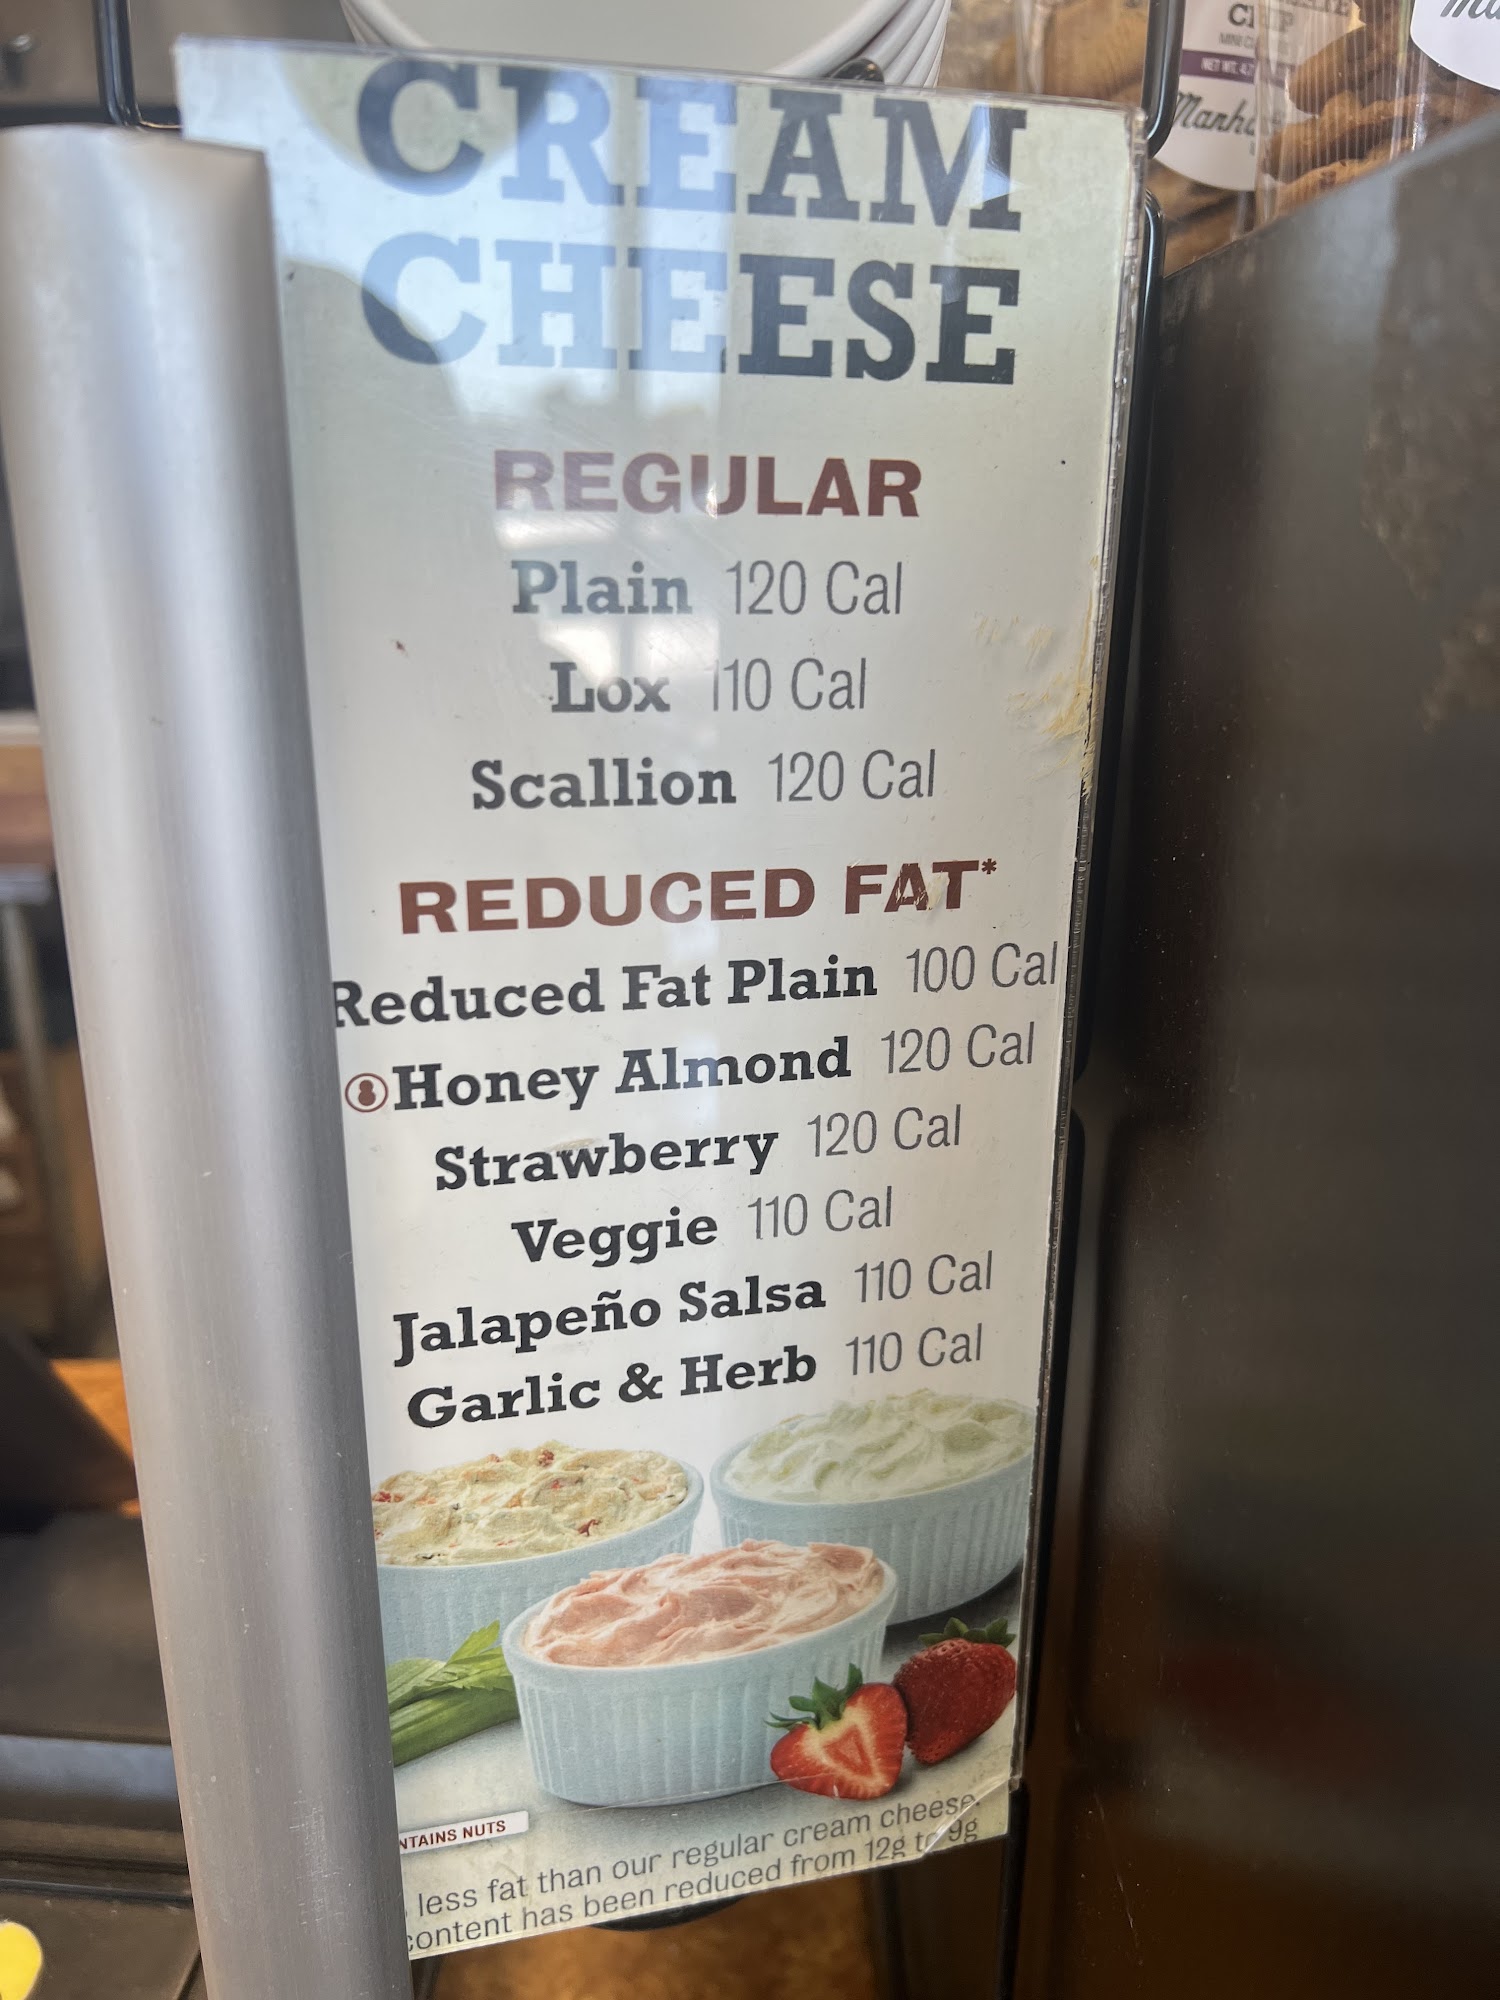 CREAM
CHEESE
REGULAR
Plain 120 Cal
Lox 110 Cal
Scallion 120 Cal
REDUCED FAT*
Reduced Fat Plain 100 Cal
Honey Almond 120 Cal
Strawberry 120 Cal
Veggie 110 Cal
Jalapeño Salsa 110 Cal
Garlic & Herb 110 Cal
NTAINS NUTS
less fat than our regular cream cheese.
content has been reduced from 12g to 9g